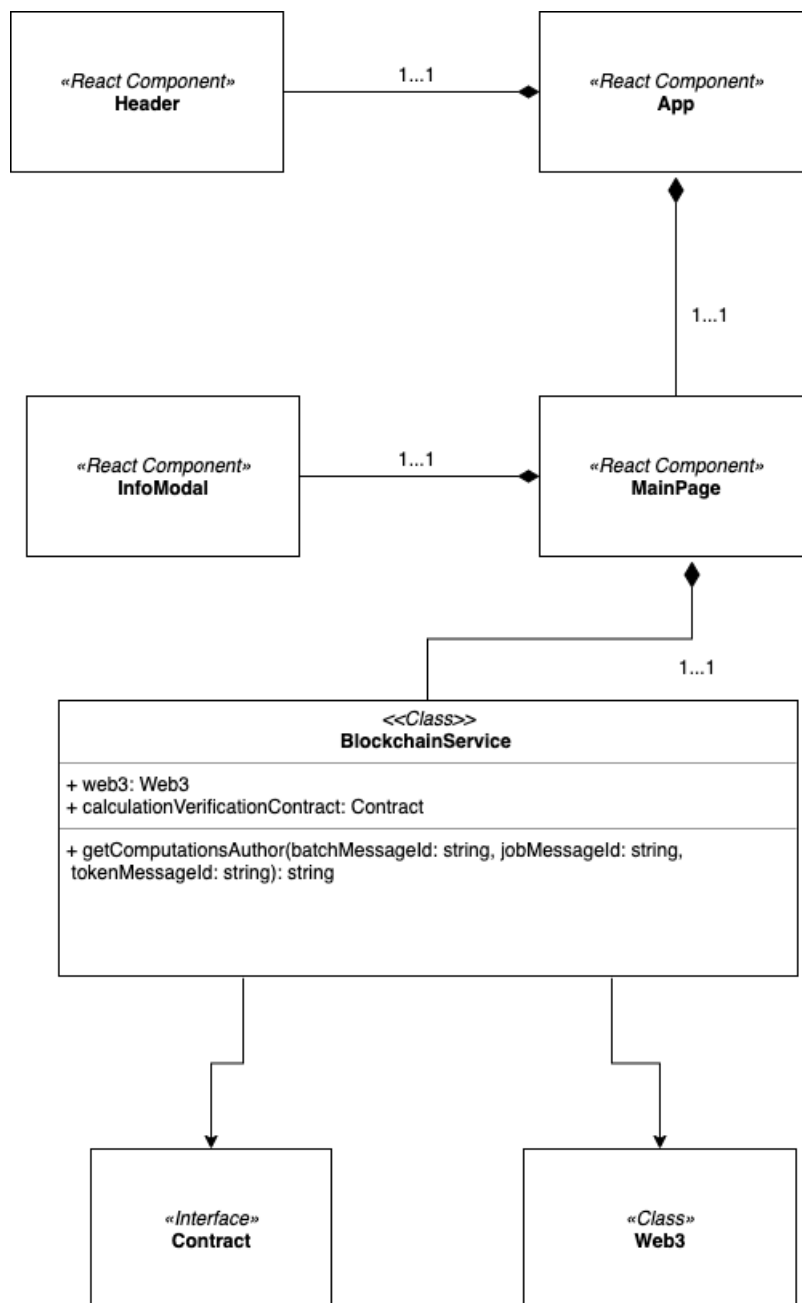 «React Component»
Header
1...1
«React Component»
App
1...1
«React Component»
InfoModal
1...1
«React Component»
MainPage
1...1
<<Class>>
BlockchainService
+ web3: Web3
+ calculationVerificationContract: Contract
+ getComputationsAuthor(batchMessageId: string, jobMessageId: string,
tokenMessageId: string): string
«Interface»
Contract
«Class»
Web3